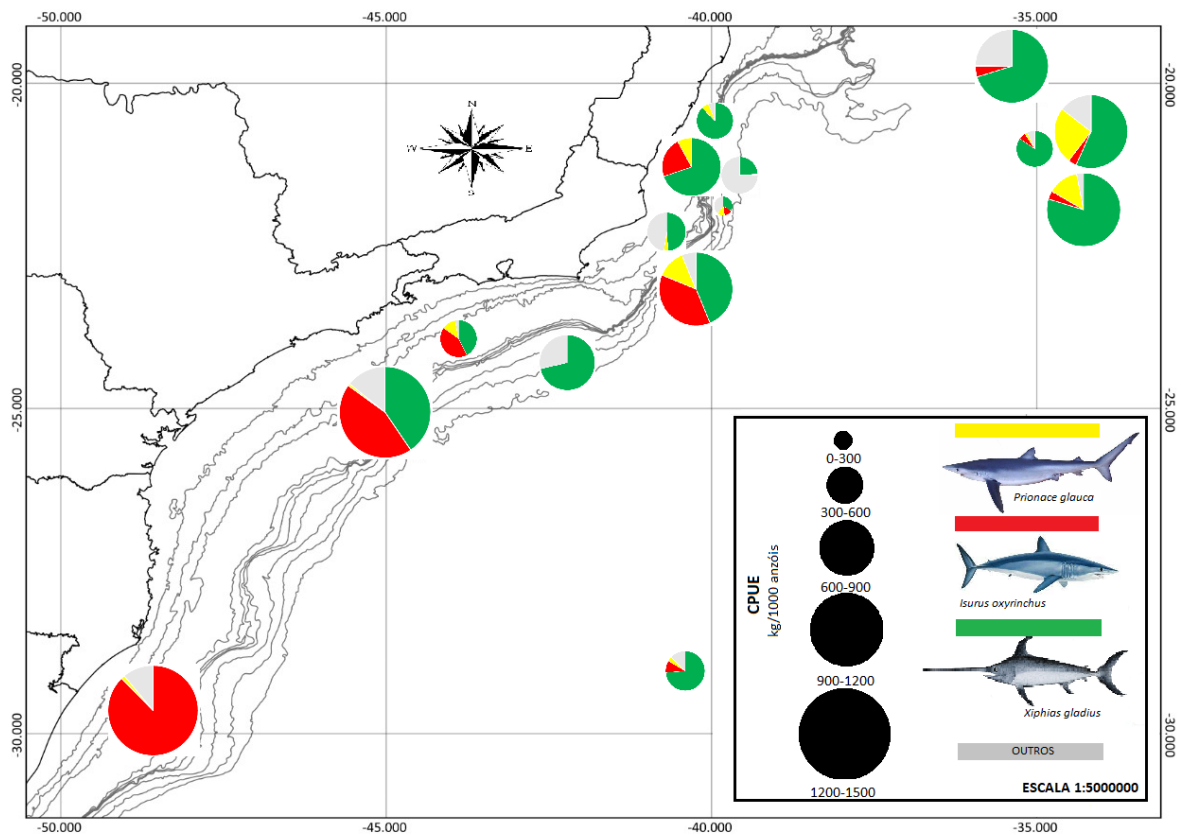 -50.000
-45.000
-40.000
-35.000
-20.000
-20.000
N
W
E
S
-25.000
-25.000
CPUE
kg/1000 anzóis
0-300
300-600
600-900
900-1200
1200-1500
Prionace glauca
Isurus oxyrinchus
Xiphias gladius
OUTROS
ESCALA 1:5000000
-30.000
-30.000
-50.000
-45.000
-40.000
-35.000